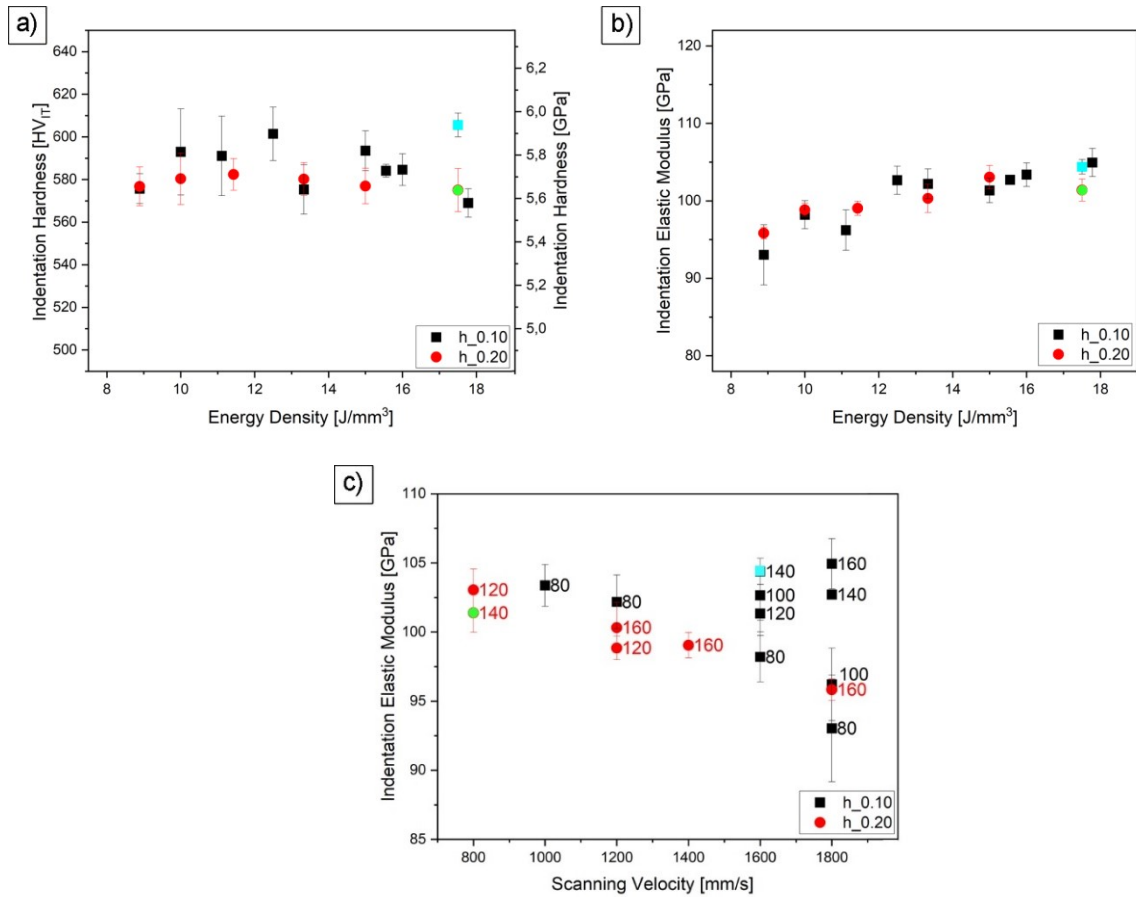 a)
Indentation Hardness [HV_IT]
640
620
600
580
560
540
520
500
6,2
6,0
5,8
5,6
5,4
5,2
5,0
Indentation Hardness [GPa]
h_0.10
h_0.20
8 10 12 14 16 18
Energy Density [J/mm³]
b)
Indentation Elastic Modulus [GPa]
120
110
100
90
80
h_0.10
h_0.20
8 10 12 14 16 18
Energy Density [J/mm³]
c)
Indentation Elastic Modulus [GPa]
110
105
100
95
90
85
120
140
80
80
160
120
160
140
100
120
80
160
140
100
160
80
h_0.10
h_0.20
800 1000 1200 1400 1600 1800
Scanning Velocity [mm/s]